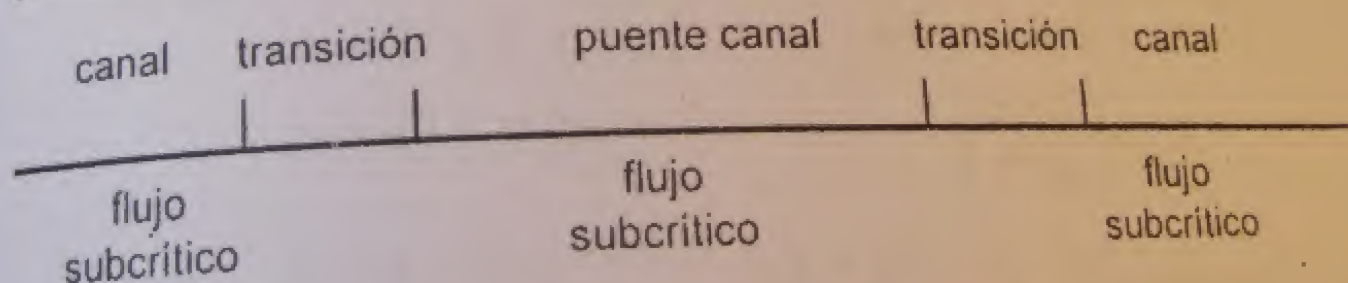 canal transición puente canal transición canal
flujo flujo flujo
subcrítico subcrítico subcrítico